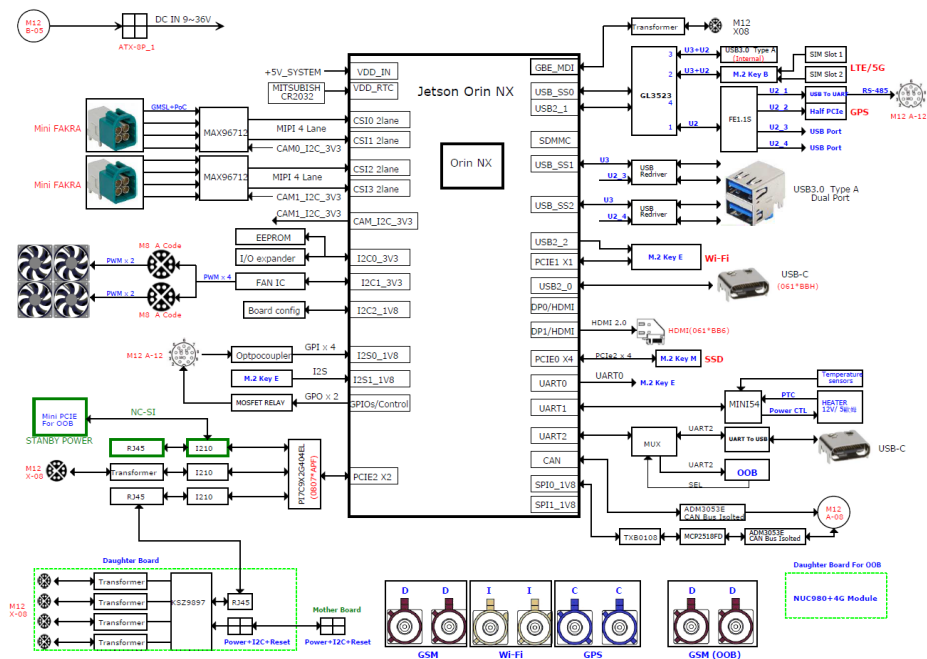 M12
B-05
DC IN 9~36V
ATX-8P_1
+5V_SYSTEM
VDD_IN
MITSUBISH
CR2032
VDD_RTC
Jetson Orin NX
Orin NX
GMSL+PoC
Mini FAKRA
MAX96712
MIPI 4 Lane
CAM0_I2C_3V3
CSI0 2lane
CSI1 2lane
Mini FAKRA
MAX96712
MIPI 4 Lane
CAM1_I2C_3V3
CSI2 2lane
CSI3 2lane
CAM1_I2C_3V3
CAM_I2C_3V3
EEPROM
I/O expander
I2C0_3V3
M8 A Code
PWM x 2
PWM x 4
FAN IC
I2C1_3V3
PWM x 2
M8 A Code
Board config
I2C2_1V8
M12 A-12
Optpocoupler
GPI x 4
I2S0_1V8
M.2 Key E
I2S
I2S1_1V8
MOSFET RELAY
GPO x 2
GPIOs/Control
Mini PCIE
For OOB
STANBY POWER
NC-SI
RJ45
I210
M12
X-08
Transformer
I210
RJ45
I210
PI7C9X2G404EL
(0B07*APF)
PCIE2 X2
Daughter Board
M12
X-08
Transformer
Transformer
Transformer
Transformer
KSZ9897
RJ45
Power+I2C+Reset
Mother Board
Power+I2C+Reset
GBE_MDI
Transformer
M12
X08
USB_SS0
USB2_1
GL3523
3
2
4
1
U3+U2
USB3.0 Type A
(Internal)
U3+U2
M.2 Key B
SIM Slot 1
SIM Slot 2
LTE/5G
U2
FE1.1S
U2_1
USB To UART
RS-485
M12 A-12
U2_2
Half PCIe
GPS
U2_3
USB Port
U2_4
USB Port
SDMMC
USB_SS1
U3
U2_3
USB
Redriver
USB_SS2
U3
U2_4
USB
Redriver
USB3.0 Type A
Dual Port
USB2_2
PCIE1 X1
M.2 Key E
Wi-Fi
USB2_0
USB-C
(061*BBH)
DP0/HDMI
DP1/HDMI
HDMI 2.0
HDMI(061*BB6)
PCIE0 X4
PCIe2 x 4
M.2 Key M
SSD
UART0
UART0
M.2 Key E
UART1
MINI54
Temperature
sensors
PTC
Power CTL
UART2
MUX
UART2
UART To USB
USB-C
UART2
OOB
SEL
CAN
SPI0_1V8
SPI1_1V8
ADM3053E
CAN Bus Isolted
M12
A-08
TXB0108
MCP2518FD
ADM3053E
CAN Bus Isolted
D
D
I
I
C
C
D
D
GSM
Wi-Fi
GPS
GSM (OOB)
Daughter Board For OOB
NUC980+4G Module
HEATER